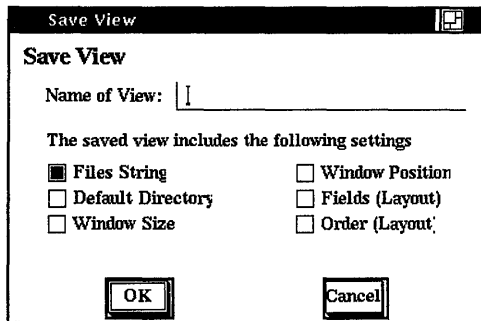 Save View
Save View
Name of View:
The saved view includes the following settings
Files String
Window Position
Default Directory
Fields (Layout)
Window Size
Order (Layout)
OK
Cancel